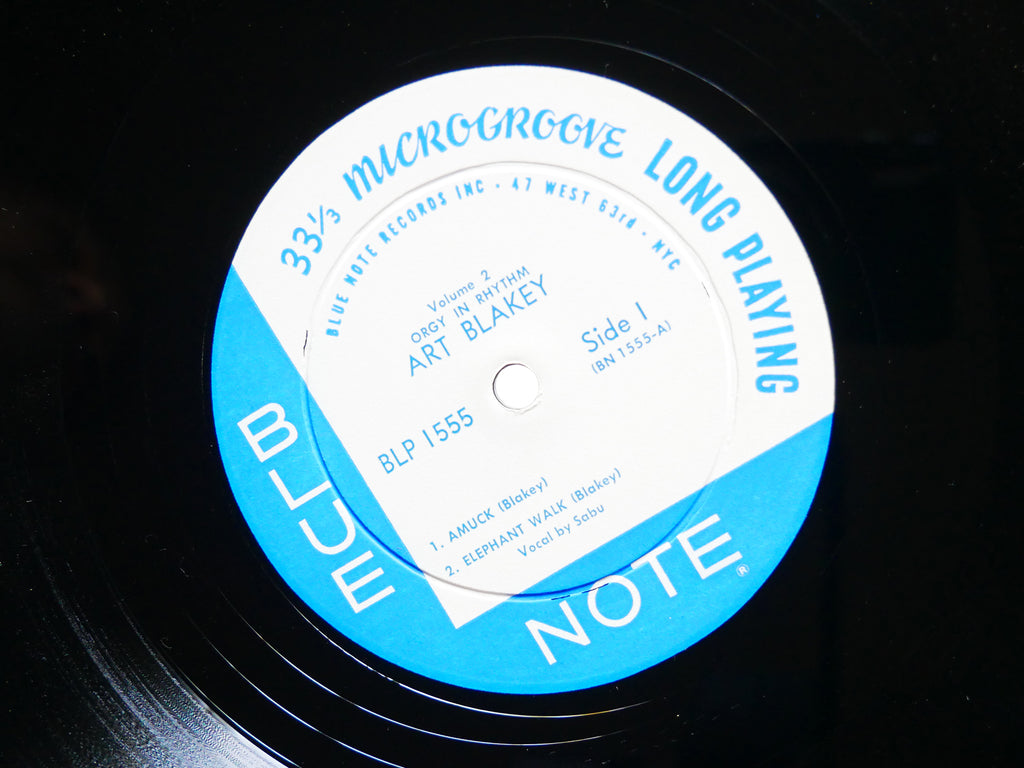 33⅓ MICROGROOVE LONG PLAYING
BLUE NOTE RECORDS INC · 47 WEST 63rd · NYC
Volume 2
ORGY IN RHYTHM
ART BLAKEY
Side 1
(BN 1555-A)
BLP 1555
1. AMUCK (Blakey)
2. ELEPHANT WALK (Blakey)
Vocal by Sabu
BLUE
NOTE®